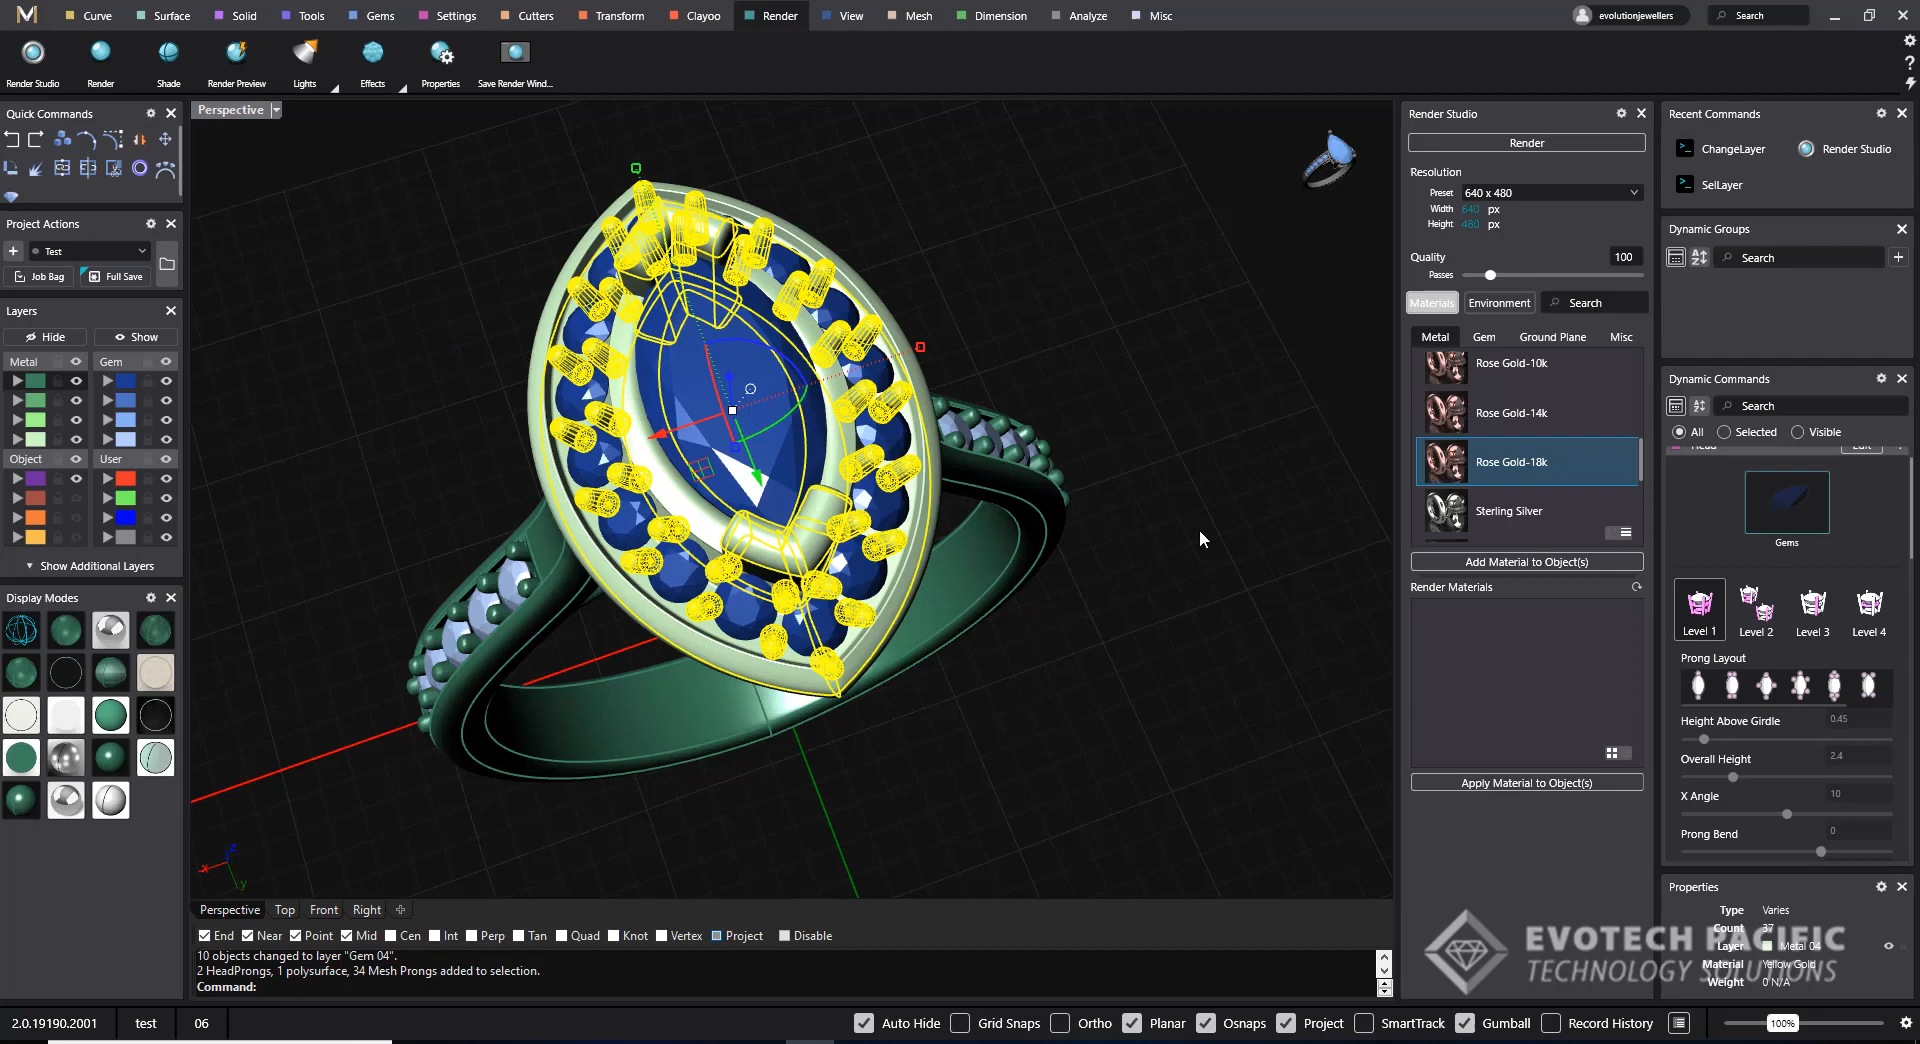 Curve Surface Solid Tools Gems Settings Cutters Transform Clayoo Render View Mesh Dimension Analyze Misc evolutionjewellers Search
Render Studio Render Shade Render Preview Lights Effects Properties Save Render Wind...
Quick Commands
Project Actions
Test
Job Bag Full Save
Layers
Hide Show
Metal Gem
Object User
Show Additional Layers
Display Modes
Perspective
Perspective Top Front Right
End Near Point Mid Cen Int Perp Tan Quad Knot Vertex Project Disable
10 objects changed to layer "Gem 04".
2 HeadProngs, 1 polysurface, 34 Mesh Prongs added to selection.
Command:
Render Studio
Render
Resolution
Preset 640 x 480
Width 640 px
Height 480 px
Quality 100
Passes
Materials Environment Search
Metal Gem Ground Plane Misc
Rose Gold-10k
Rose Gold-14k
Rose Gold-18k
Sterling Silver
Add Material to Object(s)
Render Materials
Apply Material to Object(s)
Recent Commands
ChangeLayer Render Studio
SelLayer
Dynamic Groups
Search
Dynamic Commands
Search
All Selected Visible
Gems
Level 1 Level 2 Level 3 Level 4
Prong Layout
Height Above Girdle 0.45
Overall Height 2.4
X Angle 10
Prong Bend 0
Properties
Type Varies
Count 37
Layer Metal 04
Material Yellow Gold
Weight 0 N/A
EVOTECH PACIFIC
TECHNOLOGY SOLUTIONS
x y z
2.0.19190.2001 test 06 Auto Hide Grid Snaps Ortho Planar Osnaps Project SmartTrack Gumball Record History 100%